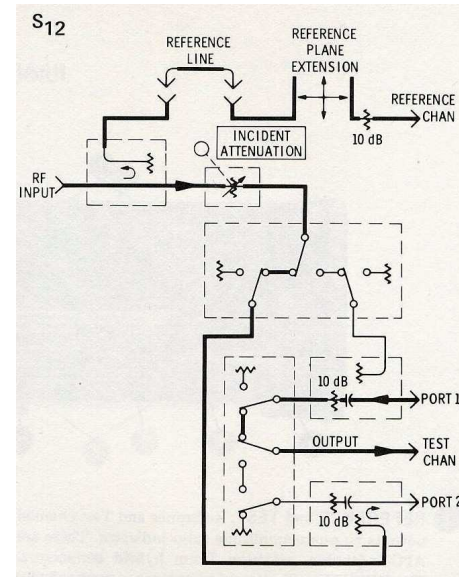 S12
REFERENCE
LINE
REFERENCE
PLANE
EXTENSION
REFERENCE
CHAN
10 dB
INCIDENT
ATTENUATION
RF
INPUT
10 dB
PORT 1
OUTPUT
TEST
CHAN
PORT 2
10 dB